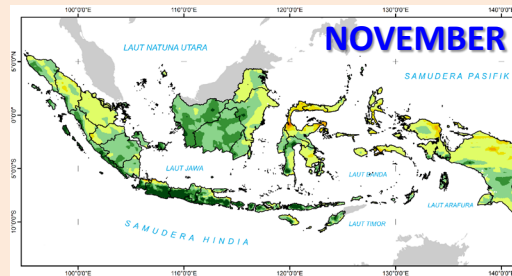 100°0'0"E 110°0'0"E 120°0'0"E 130°0'0"E 140°0'0"E
NOVEMBER
LAUT NATUNA UTARA
5°0'0"N
SAMUDERA PASIFIK
0°0'0"
LAUT JAWA
LAUT BANDA
5°0'0"S
LAUT ARAFURA
LAUT TIMOR
10°0'0"S
SAMUDERA HINDIA
100°0'0"E 110°0'0"E 120°0'0"E 130°0'0"E 140°0'0"E